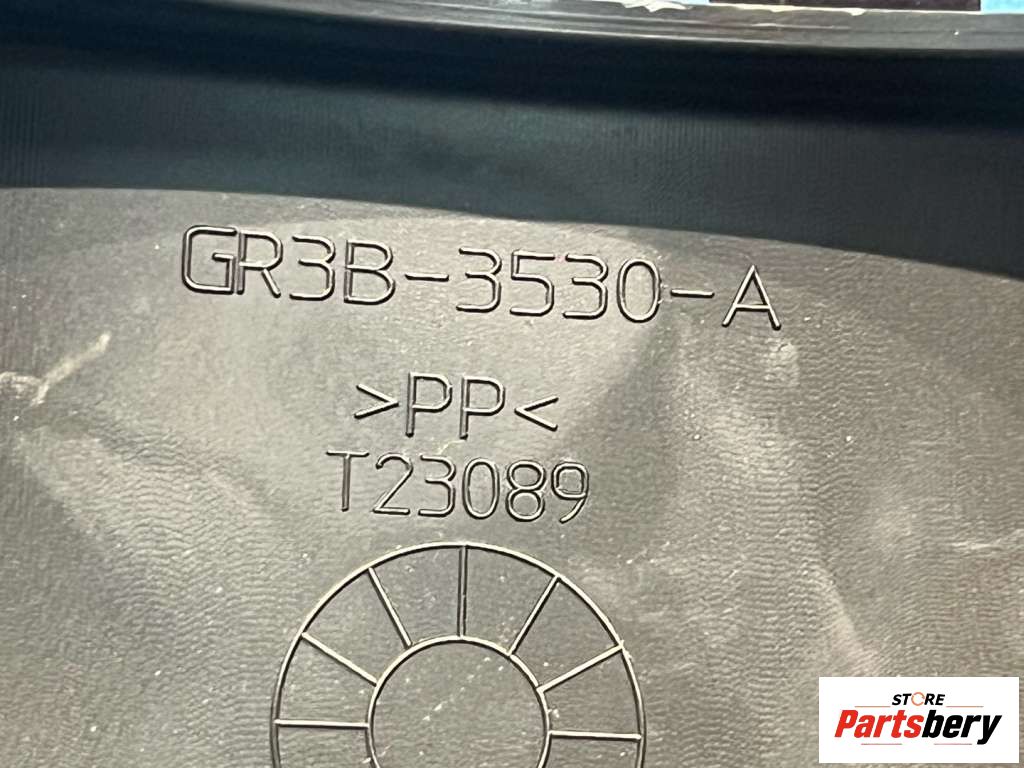 GR3B-3530-A
>PP<
T23089
STORE
Partsbery